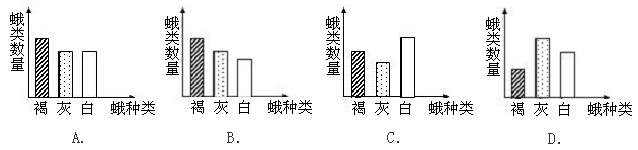 蛾类数量
褐 灰 白 蛾种类
A.
蛾类数量
褐 灰 白 蛾种类
B.
蛾类数量
褐 灰 白 蛾种类
C.
蛾类数量
褐 灰 白 蛾种类
D.